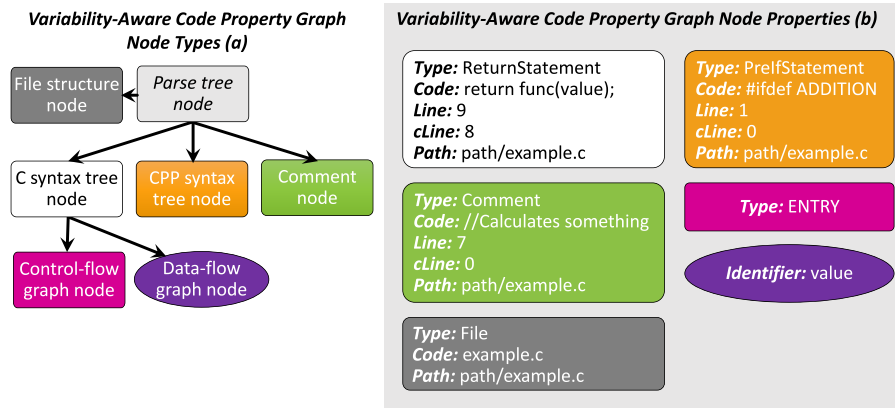 Variability-Aware Code Property Graph
Node Types (a)
File structure
node
Parse tree
node
C syntax tree
node
CPP syntax
tree node
Comment
node
Control-flow
graph node
Data-flow
graph node
Variability-Aware Code Property Graph Node Properties (b)
Type: ReturnStatement
Code: return func(value);
Line: 9
cLine: 8
Path: path/example.c
Type: PreIfStatement
Code: #ifdef ADDITION
Line: 1
cLine: 0
Path: path/example.c
Type: Comment
Code: //Calculates something
Line: 7
cLine: 0
Path: path/example.c
Type: ENTRY
Identifier: value
Type: File
Code: example.c
Path: path/example.c